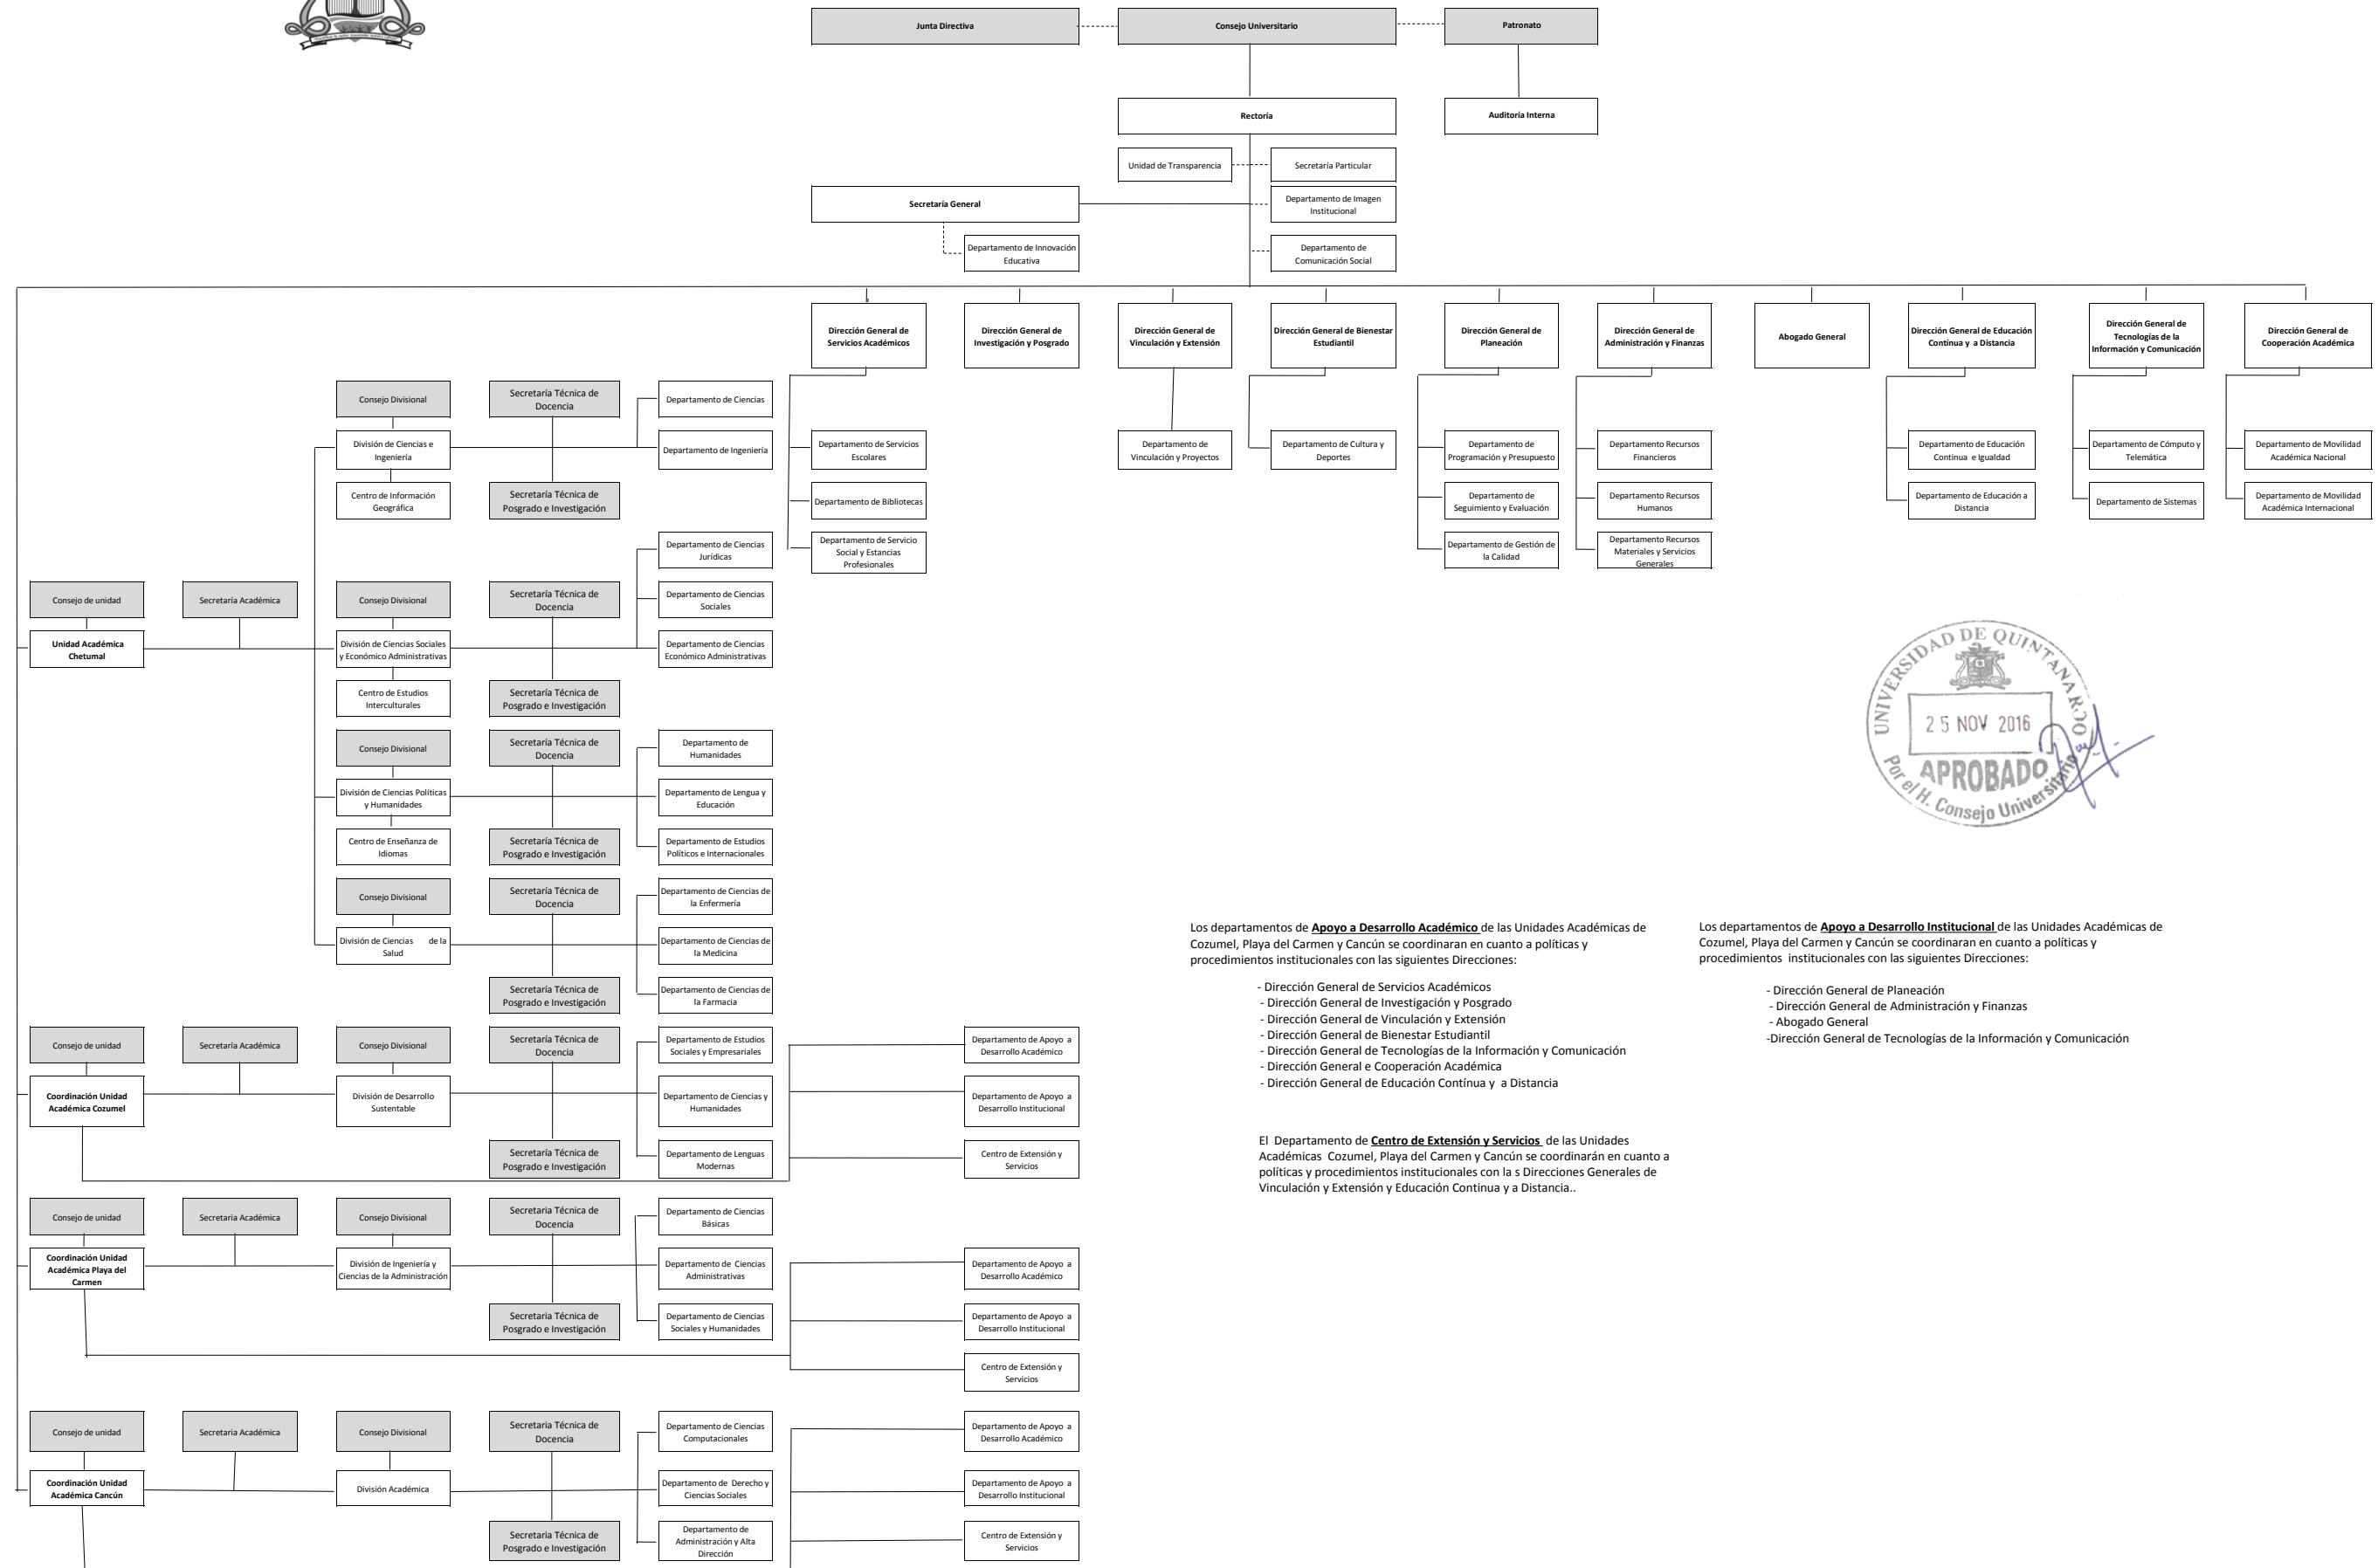 Junta Directiva
Consejo Universitario
Patronato
Rectoría
Auditoría Interna
Unidad de Transparencia
Secretaría Particular
Secretaría General
Departamento de Imagen
Institucional
Departamento de Innovación
Educativa
Departamento de
Comunicación Social
Dirección General de
Servicios Académicos
Dirección General de
Investigación y Posgrado
Dirección General de
Vinculación y Extensión
Dirección General de Bienestar
Estudiantil
Dirección General de
Planeación
Dirección General de
Administración y Finanzas
Abogado General
Dirección General de Educación
Contínua y a Distancia
Dirección General de
Tecnologías de la
Información y Comunicación
Dirección General de
Cooperación Académica
Consejo Divisional
Secretaría Técnica de
Docencia
Departamento de Ciencias
División de Ciencias e
Ingeniería
Departamento de Ingeniería
Centro de Información
Geográfica
Secretaría Técnica de
Posgrado e Investigación
Departamento de Servicios
Escolares
Departamento de Bibliotecas
Departamento de Servicio
Social y Estancias
Profesionales
Departamento de
Vinculación y Proyectos
Departamento de Cultura y
Deportes
Departamento de
Programación y Presupuesto
Departamento de
Seguimiento y Evaluación
Departamento de Gestión de
la Calidad
Departamento Recursos
Financieros
Departamento Recursos
Humanos
Departamento Recursos
Materiales y Servicios
Generales
Departamento de Educación
Continua e Igualdad
Departamento de Educación a
Distancia
Departamento de Cómputo y
Telemática
Departamento de Sistemas
Departamento de Movilidad
Académica Nacional
Departamento de Movilidad
Académica Internacional
Departamento de Ciencias
Jurídicas
Consejo de unidad
Secretaría Académica
Consejo Divisional
Secretaría Técnica de
Docencia
Departamento de Ciencias
Sociales
Unidad Académica
Chetumal
División de Ciencias Sociales
y Económico Administrativas
Departamento de Ciencias
Económico Administrativas
Centro de Estudios
Interculturales
Secretaría Técnica de
Posgrado e Investigación
Consejo Divisional
Secretaría Técnica de
Docencia
Departamento de
Humanidades
División de Ciencias Políticas
y Humanidades
Departamento de Lengua y
Educación
Centro de Enseñanza de
Idiomas
Secretaría Técnica de
Posgrado e Investigación
Departamento de Estudios
Políticos e Internacionales
Consejo Divisional
Secretaría Técnica de
Docencia
Departamento de Ciencias de
la Enfermería
División de Ciencias de la
Salud
Departamento de Ciencias de
la Medicina
Secretaría Técnica de
Posgrado e Investigación
Departamento de Ciencias de
la Farmacia
UNIVERSIDAD DE QUINTANA ROO
25 NOV 2016
APROBADO
Por el H. Consejo Universitario
Los departamentos de Apoyo a Desarrollo Académico de las Unidades Académicas de
Cozumel, Playa del Carmen y Cancún se coordinaran en cuanto a políticas y
procedimientos institucionales con las siguientes Direcciones:
- Dirección General de Servicios Académicos
- Dirección General de Investigación y Posgrado
- Dirección General de Vinculación y Extensión
- Dirección General de Bienestar Estudiantil
- Dirección General de Tecnologías de la Información y Comunicación
- Dirección General e Cooperación Académica
- Dirección General de Educación Contínua y a Distancia
Los departamentos de Apoyo a Desarrollo Institucional de las Unidades Académicas de
Cozumel, Playa del Carmen y Cancún se coordinaran en cuanto a políticas y
procedimientos institucionales con las siguientes Direcciones:
- Dirección General de Planeación
- Dirección General de Administración y Finanzas
- Abogado General
-Dirección General de Tecnologías de la Información y Comunicación
El Departamento de Centro de Extensión y Servicios de las Unidades
Académicas Cozumel, Playa del Carmen y Cancún se coordinarán en cuanto a
políticas y procedimientos institucionales con la s Direcciones Generales de
Vinculación y Extensión y Educación Continua y a Distancia..
Consejo de unidad
Secretaría Académica
Consejo Divisional
Secretaría Técnica de
Docencia
Departamento de Estudios
Sociales y Empresariales
Departamento de Apoyo a
Desarrollo Académico
Coordinación Unidad
Académica Cozumel
División de Desarrollo
Sustentable
Departamento de Ciencias y
Humanidades
Departamento de Apoyo a
Desarrollo Institucional
Secretaría Técnica de
Posgrado e Investigación
Departamento de Lenguas
Modernas
Centro de Extensión y
Servicios
Consejo de unidad
Secretaria Académica
Consejo Divisional
Secretaria Técnica de
Docencia
Departamento de Ciencias
Básicas
Coordinación Unidad
Académica Playa del
Carmen
División de Ingeniería y
Ciencias de la Administración
Departamento de Ciencias
Administrativas
Departamento de Apoyo a
Desarrollo Académico
Secretaria Técnica de
Posgrado e Investigación
Departamento de Ciencias
Sociales y Humanidades
Departamento de Apoyo a
Desarrollo Institucional
Centro de Extensión y
Servicios
Consejo de unidad
Secretaria Académica
Consejo Divisional
Secretaria Técnica de
Docencia
Departamento de Ciencias
Computacionales
Departamento de Apoyo a
Desarrollo Académico
Coordinación Unidad
Académica Cancún
División Académica
Departamento de Derecho y
Ciencias Sociales
Departamento de Apoyo a
Desarrollo Institucional
Secretaria Técnica de
Posgrado e Investigación
Departamento de
Administración y Alta
Dirección
Centro de Extensión y
Servicios